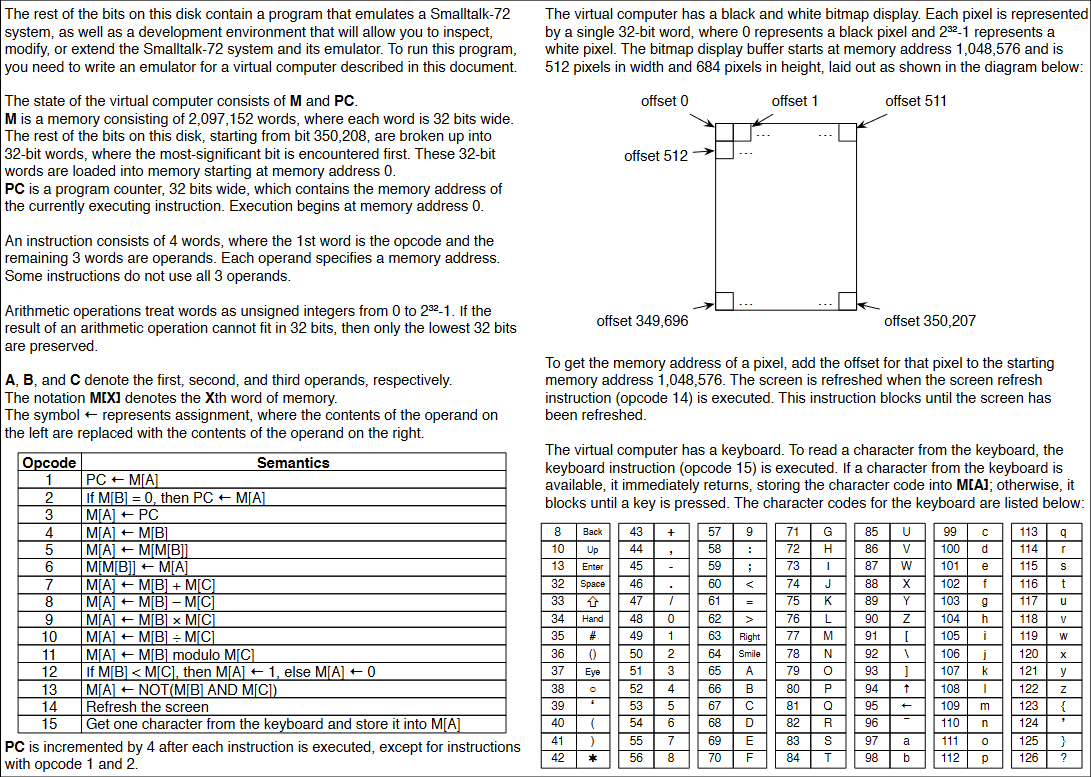 The rest of the bits on this disk contain a program that emulates a Smalltalk-72
system, as well as a development environment that will allow you to inspect,
modify, or extend the Smalltalk-72 system and its emulator. To run this program,
you need to write an emulator for a virtual computer described in this document.
The state of the virtual computer consists of M and PC.
M is a memory consisting of 2,097,152 words, where each word is 32 bits wide.
The rest of the bits on this disk, starting from bit 350,208, are broken up into
32-bit words, where the most-significant bit is encountered first. These 32-bit
words are loaded into memory starting at memory address 0.
PC is a program counter, 32 bits wide, which contains the memory address of
the currently executing instruction. Execution begins at memory address 0.
An instruction consists of 4 words, where the 1st word is the opcode and the
remaining 3 words are operands. Each operand specifies a memory address.
Some instructions do not use all 3 operands.
Arithmetic operations treat words as unsigned integers from 0 to 2³²-1. If the
result of an arithmetic operation cannot fit in 32 bits, then only the lowest 32 bits
are preserved.
A, B, and C denote the first, second, and third operands, respectively.
The notation M[X] denotes the Xth word of memory.
The symbol ← represents assignment, where the contents of the operand on
the left are replaced with the contents of the operand on the right.
Opcode Semantics
1 PC ← M[A]
2 If M[B] = 0, then PC ← M[A]
3 M[A] ← PC
4 M[A] ← M[B]
5 M[A] ← M[M[B]]
6 M[M[B]] ← M[A]
7 M[A] ← M[B] + M[C]
8 M[A] ← M[B] − M[C]
9 M[A] ← M[B] × M[C]
10 M[A] ← M[B] ÷ M[C]
11 M[A] ← M[B] modulo M[C]
12 If M[B] < M[C], then M[A] ← 1, else M[A] ← 0
13 M[A] ← NOT(M[B] AND M[C])
14 Refresh the screen
15 Get one character from the keyboard and store it into M[A]
PC is incremented by 4 after each instruction is executed, except for instructions
with opcode 1 and 2.
The virtual computer has a black and white bitmap display. Each pixel is represented
by a single 32-bit word, where 0 represents a black pixel and 2³²-1 represents a
white pixel. The bitmap display buffer starts at memory address 1,048,576 and is
512 pixels in width and 684 pixels in height, laid out as shown in the diagram below:
offset 0 offset 1 offset 511
... ...
offset 512 ...
... ...
offset 349,696 offset 350,207
To get the memory address of a pixel, add the offset for that pixel to the starting
memory address 1,048,576. The screen is refreshed when the screen refresh
instruction (opcode 14) is executed. This instruction blocks until the screen has
been refreshed.
The virtual computer has a keyboard. To read a character from the keyboard, the
keyboard instruction (opcode 15) is executed. If a character from the keyboard is
available, it immediately returns, storing the character code into M[A]; otherwise, it
blocks until a key is pressed. The character codes for the keyboard are listed below:
8 Back 43 + 57 9 71 G 85 U 99 c 113 q
10 Up 44 , 58 : 72 H 86 V 100 d 114 r
13 Enter 45 - 59 ; 73 I 87 W 101 e 115 s
32 Space 46 . 60 < 74 J 88 X 102 f 116 t
33 ⇧ 47 / 61 = 75 K 89 Y 103 g 117 u
34 Hand 48 0 62 > 76 L 90 Z 104 h 118 v
35 # 49 1 63 Right 77 M 91 [ 105 i 119 w
36 () 50 2 64 Smile 78 N 92 \ 106 j 120 x
37 Eye 51 3 65 A 79 O 93 ] 107 k 121 y
38 ○ 52 4 66 B 80 P 94 ↑ 108 l 122 z
39 ‘ 53 5 67 C 81 Q 95 ← 109 m 123 {
40 ( 54 6 68 D 82 R 96 ¯ 110 n 124 ’
41 ) 55 7 69 E 83 S 97 a 111 o 125 }
42 ✱ 56 8 70 F 84 T 98 b 112 p 126 ?